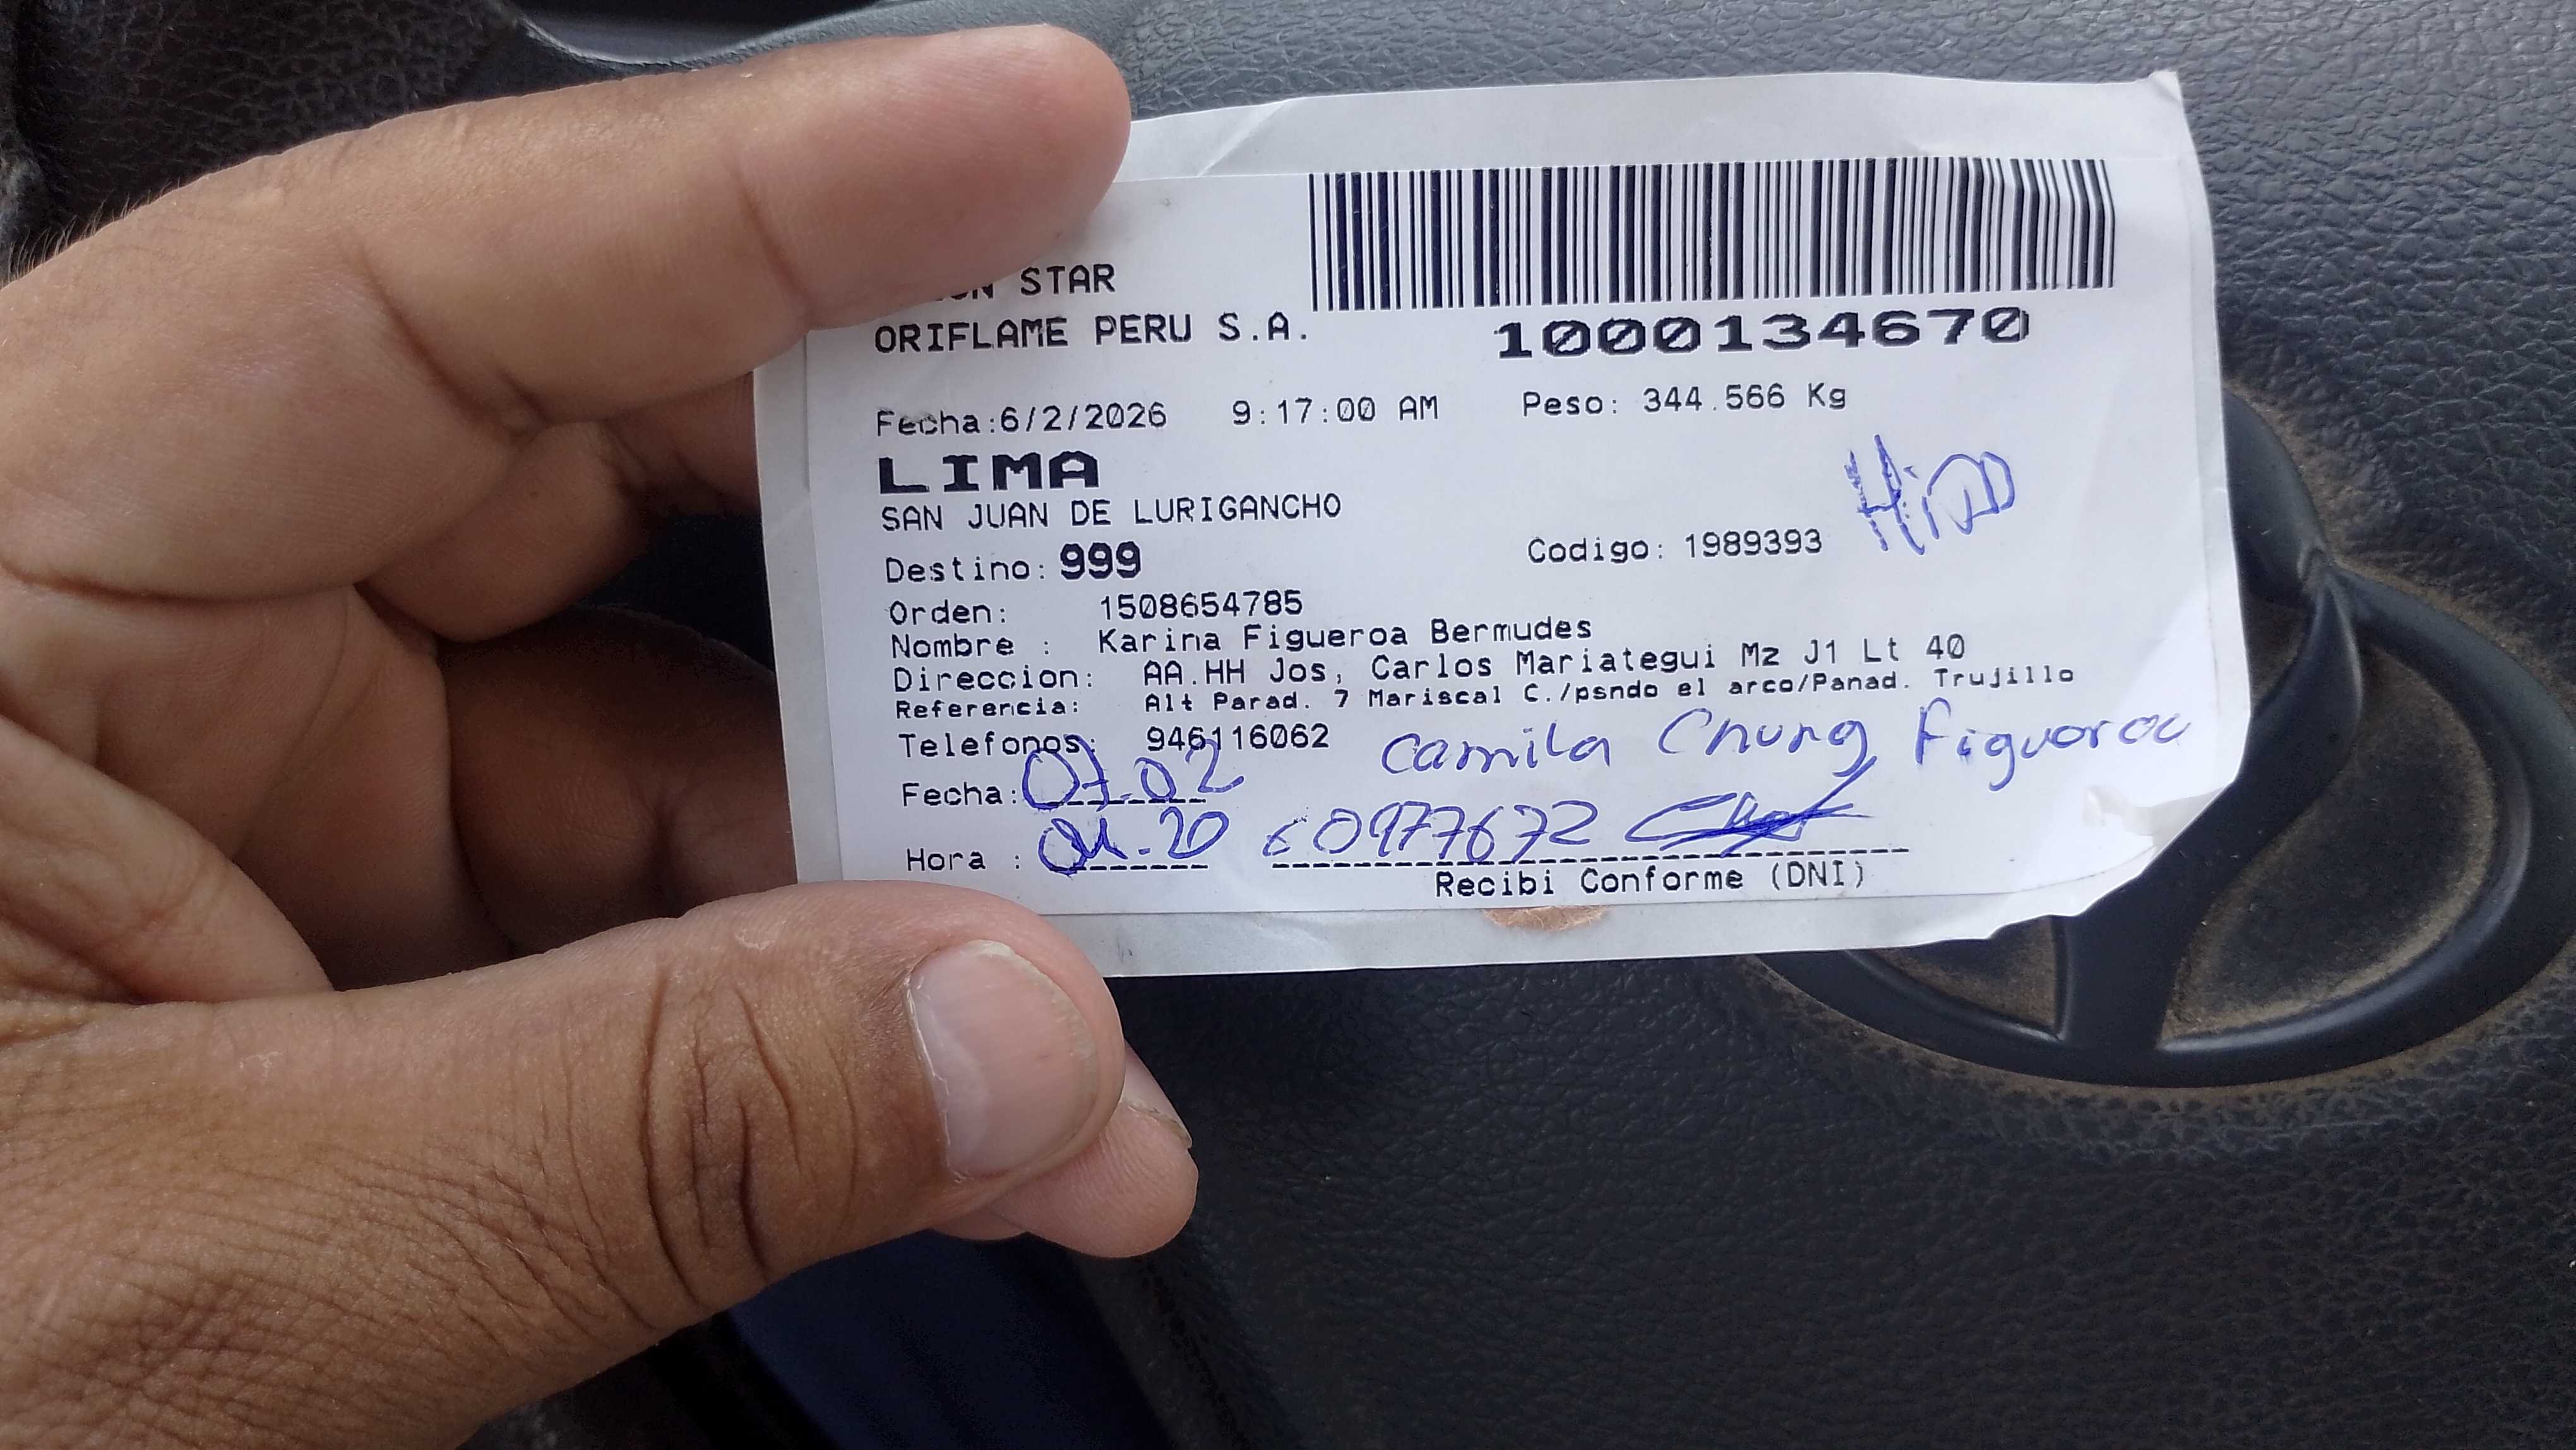 STAR
ORIFLAME PERU S.A.
1000134670
Fecha:6/2/2026 9:17:00 AM Peso: 344.566 Kg
LIMA
SAN JUAN DE LURIGANCHO
Destino: 999 Codigo: 1989393
Orden: 1508654785
Nombre : Karina Figueroa Bermudes
Direccion: AA.HH Jos, Carlos Mariategui Mz J1 Lt 40
Referencia: Alt Parad. 7 Mariscal C./psndo el arco/Panad. Trujillo
Telefonos: 946116062 Camila Chung Figueroa
Fecha: 07.02
Hora : 60977672
Recibi Conforme (DNI)